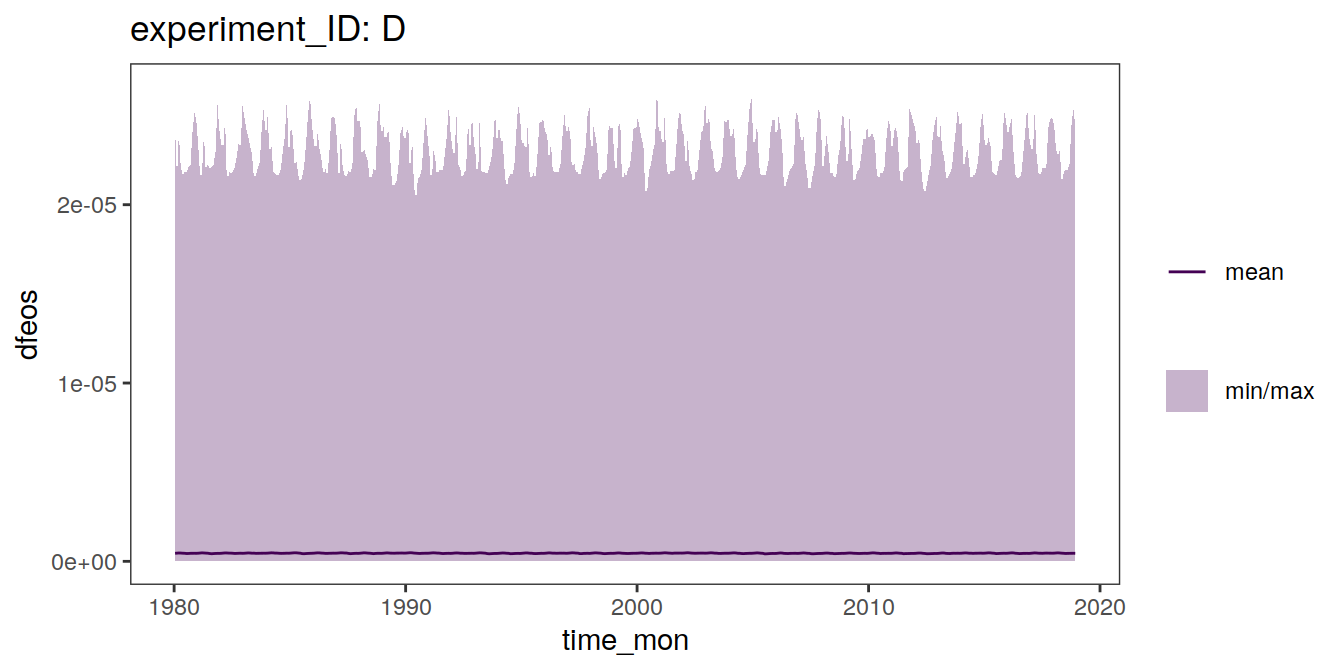 experiment_ID: D
dfeos
2e-05
1e-05
0e+00
1980
1990
2000
2010
2020
time_mon
mean
min/max